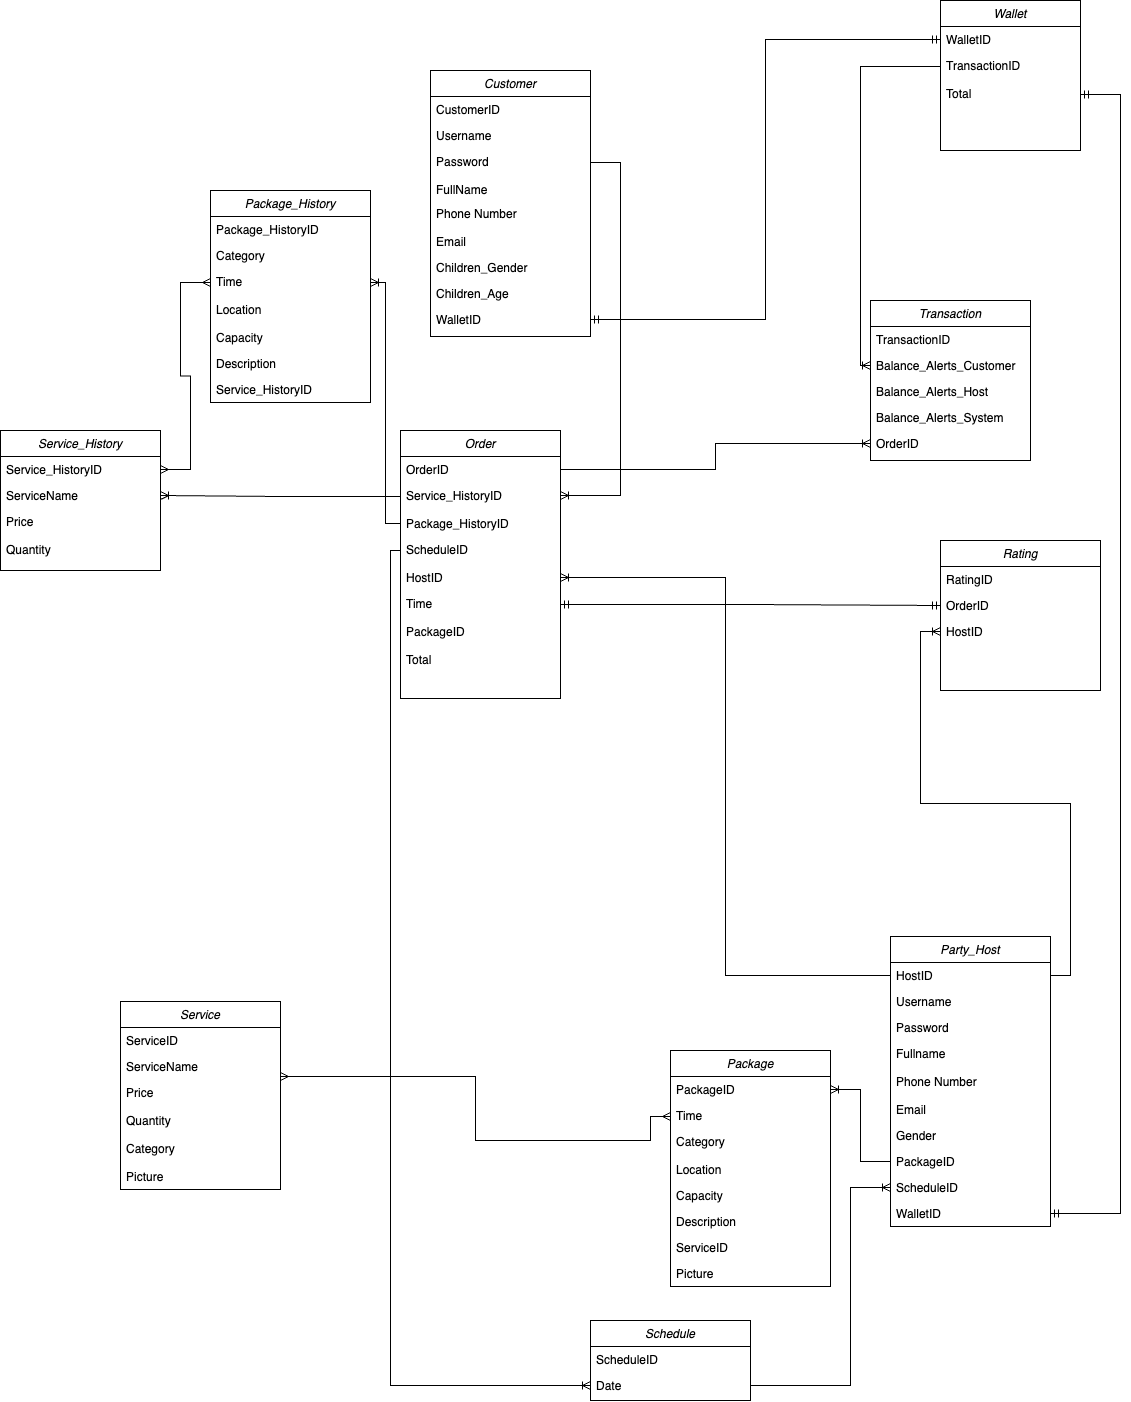 Wallet
WalletID
TransactionID
Total
Customer
CustomerID
Username
Password
FullName
Phone Number
Email
Children_Gender
Children_Age
WalletID
Package_History
Package_HistoryID
Category
Time
Location
Capacity
Description
Service_HistoryID
Transaction
TransactionID
Balance_Alerts_Customer
Balance_Alerts_Host
Balance_Alerts_System
OrderID
Service_History
Service_HistoryID
ServiceName
Price
Quantity
Order
OrderID
Service_HistoryID
Package_HistoryID
ScheduleID
HostID
Time
PackageID
Total
Rating
RatingID
OrderID
HostID
Party_Host
HostID
Username
Password
Fullname
Phone Number
Email
Gender
PackageID
ScheduleID
WalletID
Service
ServiceID
ServiceName
Price
Quantity
Category
Picture
Package
PackageID
Time
Category
Location
Capacity
Description
ServiceID
Picture
Schedule
ScheduleID
Date